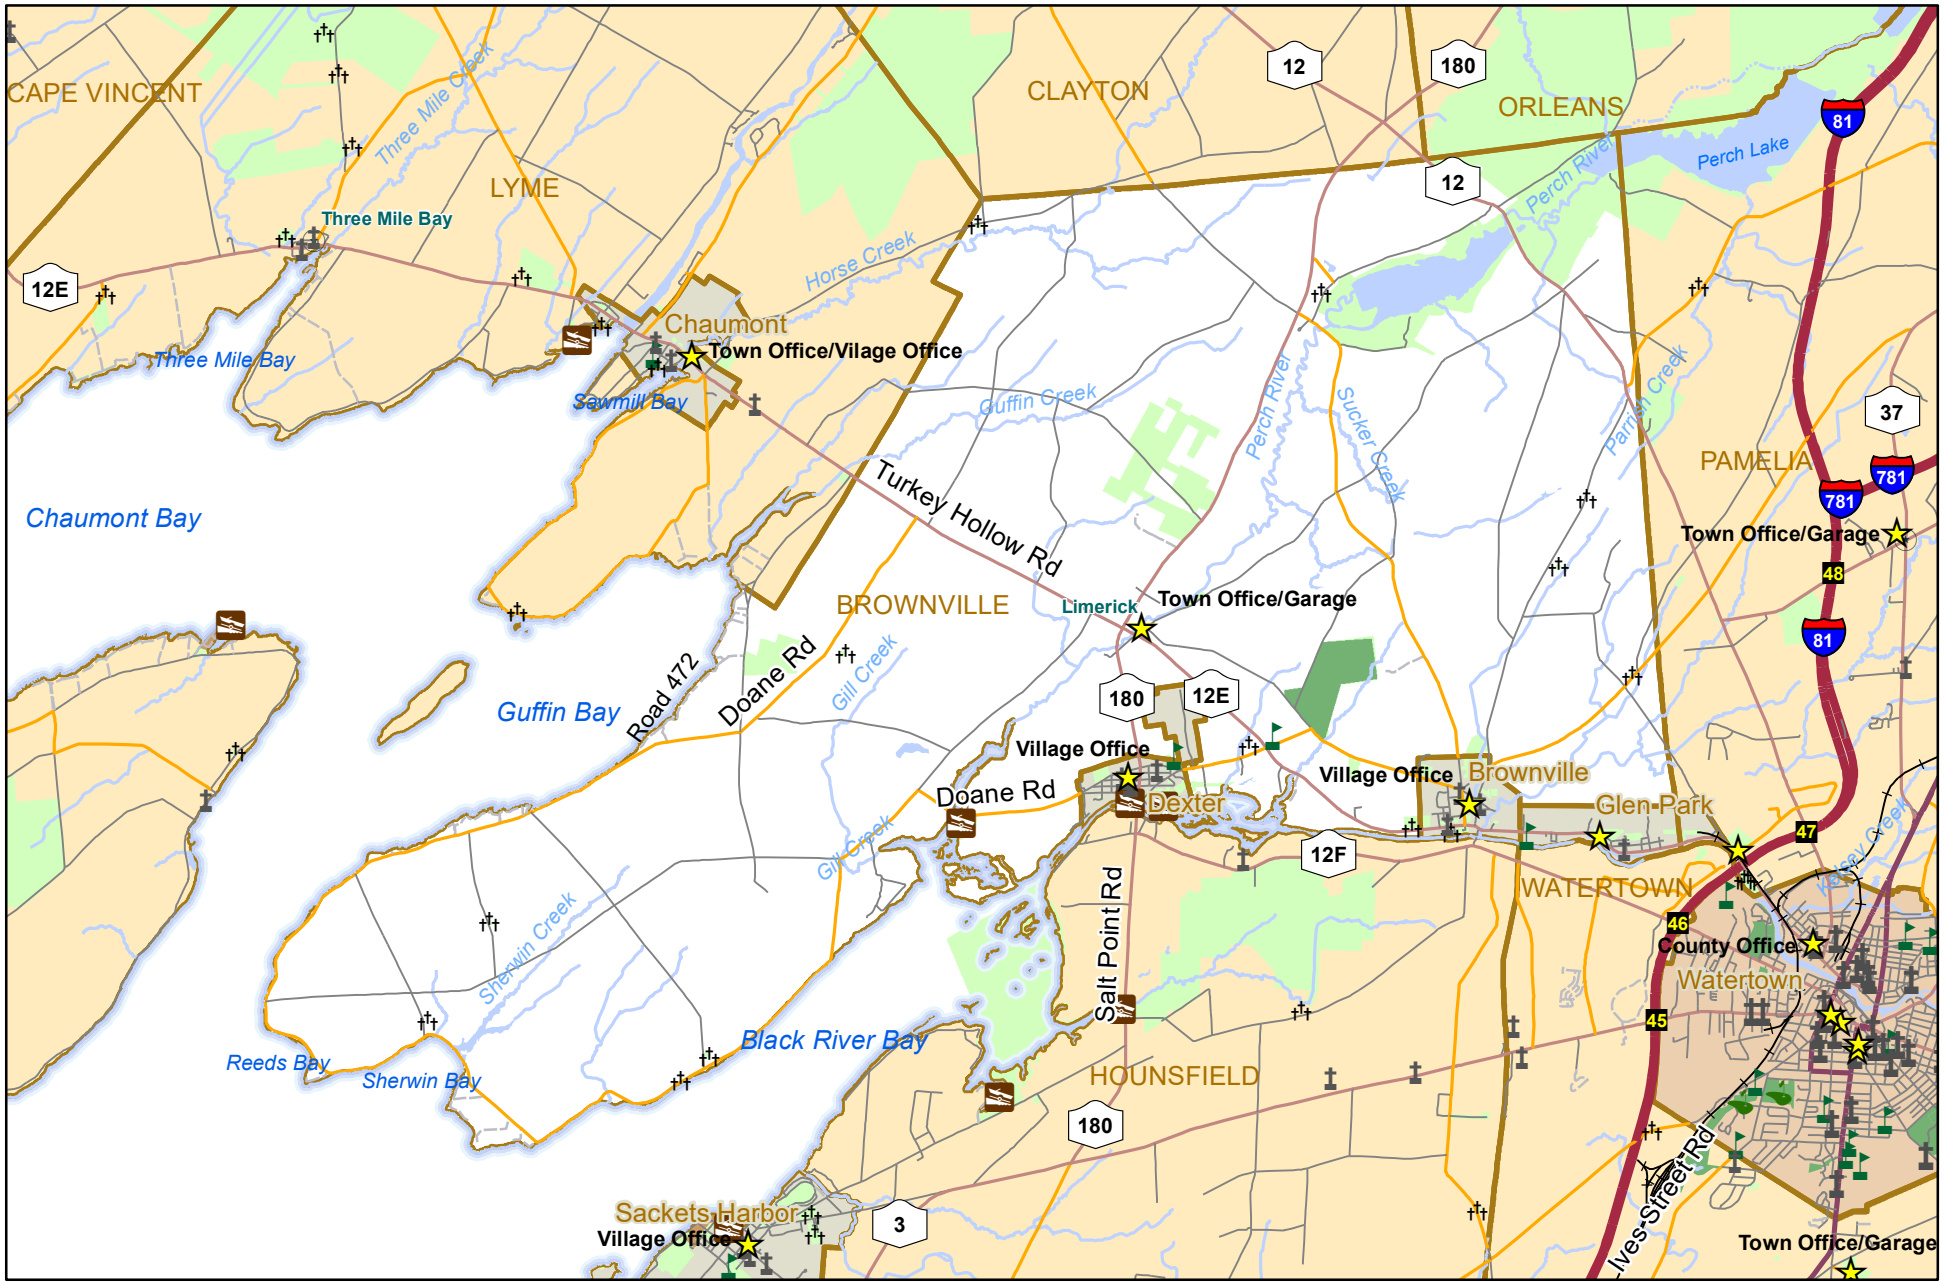 CAPE VINCENT
Three Mile Creek
CLAYTON
12
180
ORLEANS
81
Perch Lake
LYME
Perch River
12
Three Mile Bay
12E
Horse Creek
Chaumont
Three Mile Bay
Town Office/Vilage Office
Sawmill Bay
Guffin Creek
Perch River
Sucker Creek
Parrish Creek
37
PAMELIA
781
781
Chaumont Bay
Turkey Hollow Rd
Town Office/Garage
48
BROWNVILLE
Limerick
Town Office/Garage
81
Guffin Bay
Road 472
Doane Rd
Gill Creek
180
12E
Village Office
Village Office
Brownville
Doane Rd
Dexter
Glen Park
47
Gill Creek
12F
Kelsey Creek
Salt Point Rd
WATERTOWN
46
County Office
Sherwin Creek
Watertown
45
Black River Bay
Reeds Bay
Sherwin Bay
HOUNSFIELD
180
Ives Street Rd
Sackets Harbor
3
Village Office
Town Office/Garage